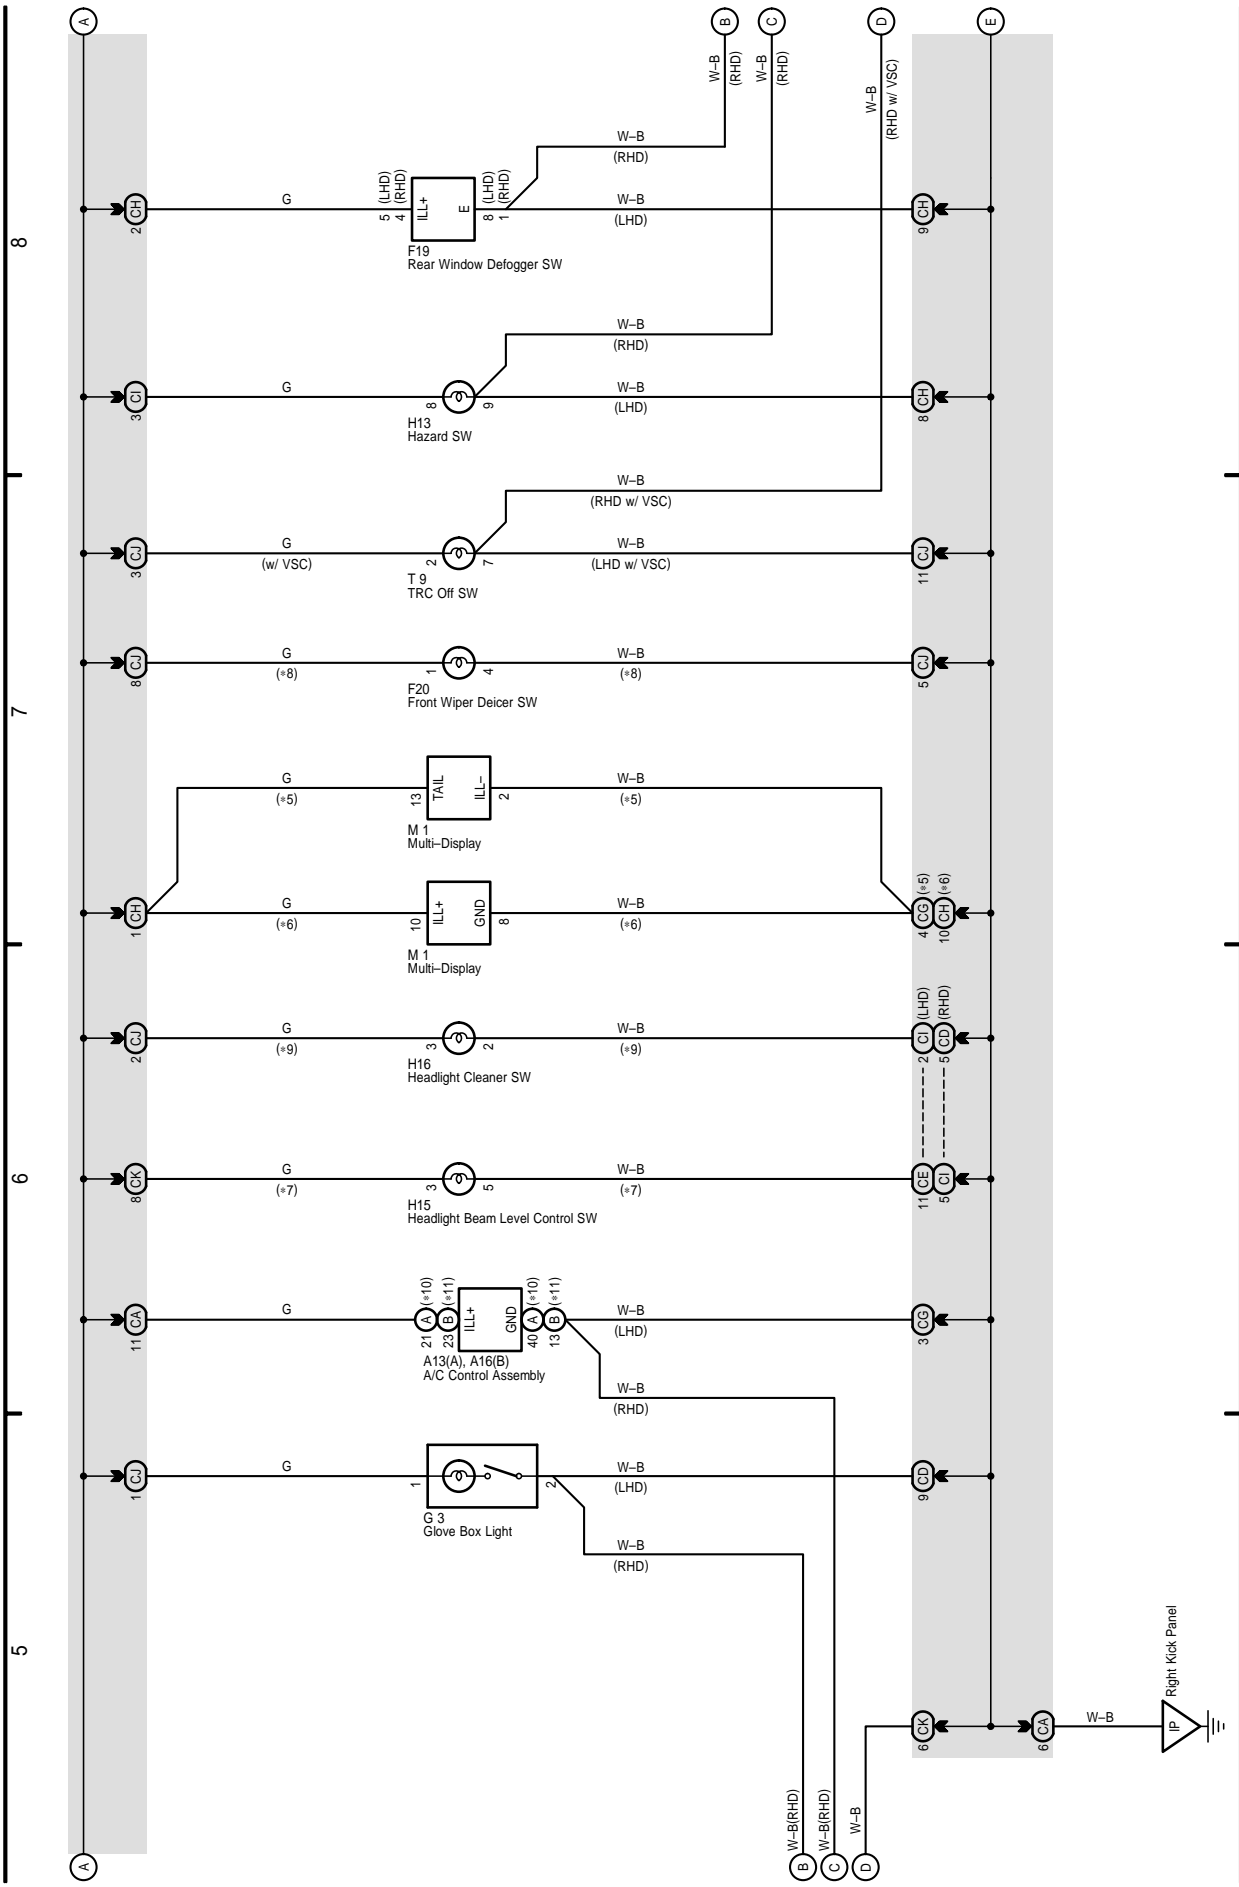 A
B
C
D
E
W–B
(RHD)
W–B
(RHD)
W–B
(RHD w/ VSC)
8
2 CH
G
5 (LHD)
4 (RHD)
ILL+
E
8 (LHD)
1 (RHD)
F19
Rear Window Defogger SW
W–B
(RHD)
W–B
(LHD)
9 CH
3 CI
G
8
9
H13
Hazard SW
W–B
(RHD)
W–B
(LHD)
8 CH
3 CJ
G
(w/ VSC)
2
7
T 9
TRC Off SW
W–B
(RHD w/ VSC)
W–B
(LHD w/ VSC)
11 CJ
7
8 CJ
G
(*8)
1
4
F20
Front Wiper Deicer SW
W–B
(*8)
5 CJ
G
(*5)
13
TAIL
ILL–
2
M 1
Multi–Display
W–B
(*5)
1 CH
G
(*6)
10
ILL+
GND
8
M 1
Multi–Display
W–B
(*6)
4 CG (*5)
10 CH (*6)
2 CJ
G
(*9)
3
2
H16
Headlight Cleaner SW
W–B
(*9)
2 CI (LHD)
5 CD (RHD)
6
8 CK
G
(*7)
3
5
H15
Headlight Beam Level Control SW
W–B
(*7)
11 CE
5 CI
11 CA
G
21 A (*10)
23 B (*11)
ILL+
GND
40 A (*10)
13 B (*11)
A13(A), A16(B)
A/C Control Assembly
W–B
(LHD)
W–B
(RHD)
3 CG
1 CJ
G
1
2
G 3
Glove Box Light
W–B
(LHD)
W–B
(RHD)
9 CD
5
6 CK
6 CA
W–B
IP
Right Kick Panel
W–B(RHD)
W–B(RHD)
W–B
A
B
C
D